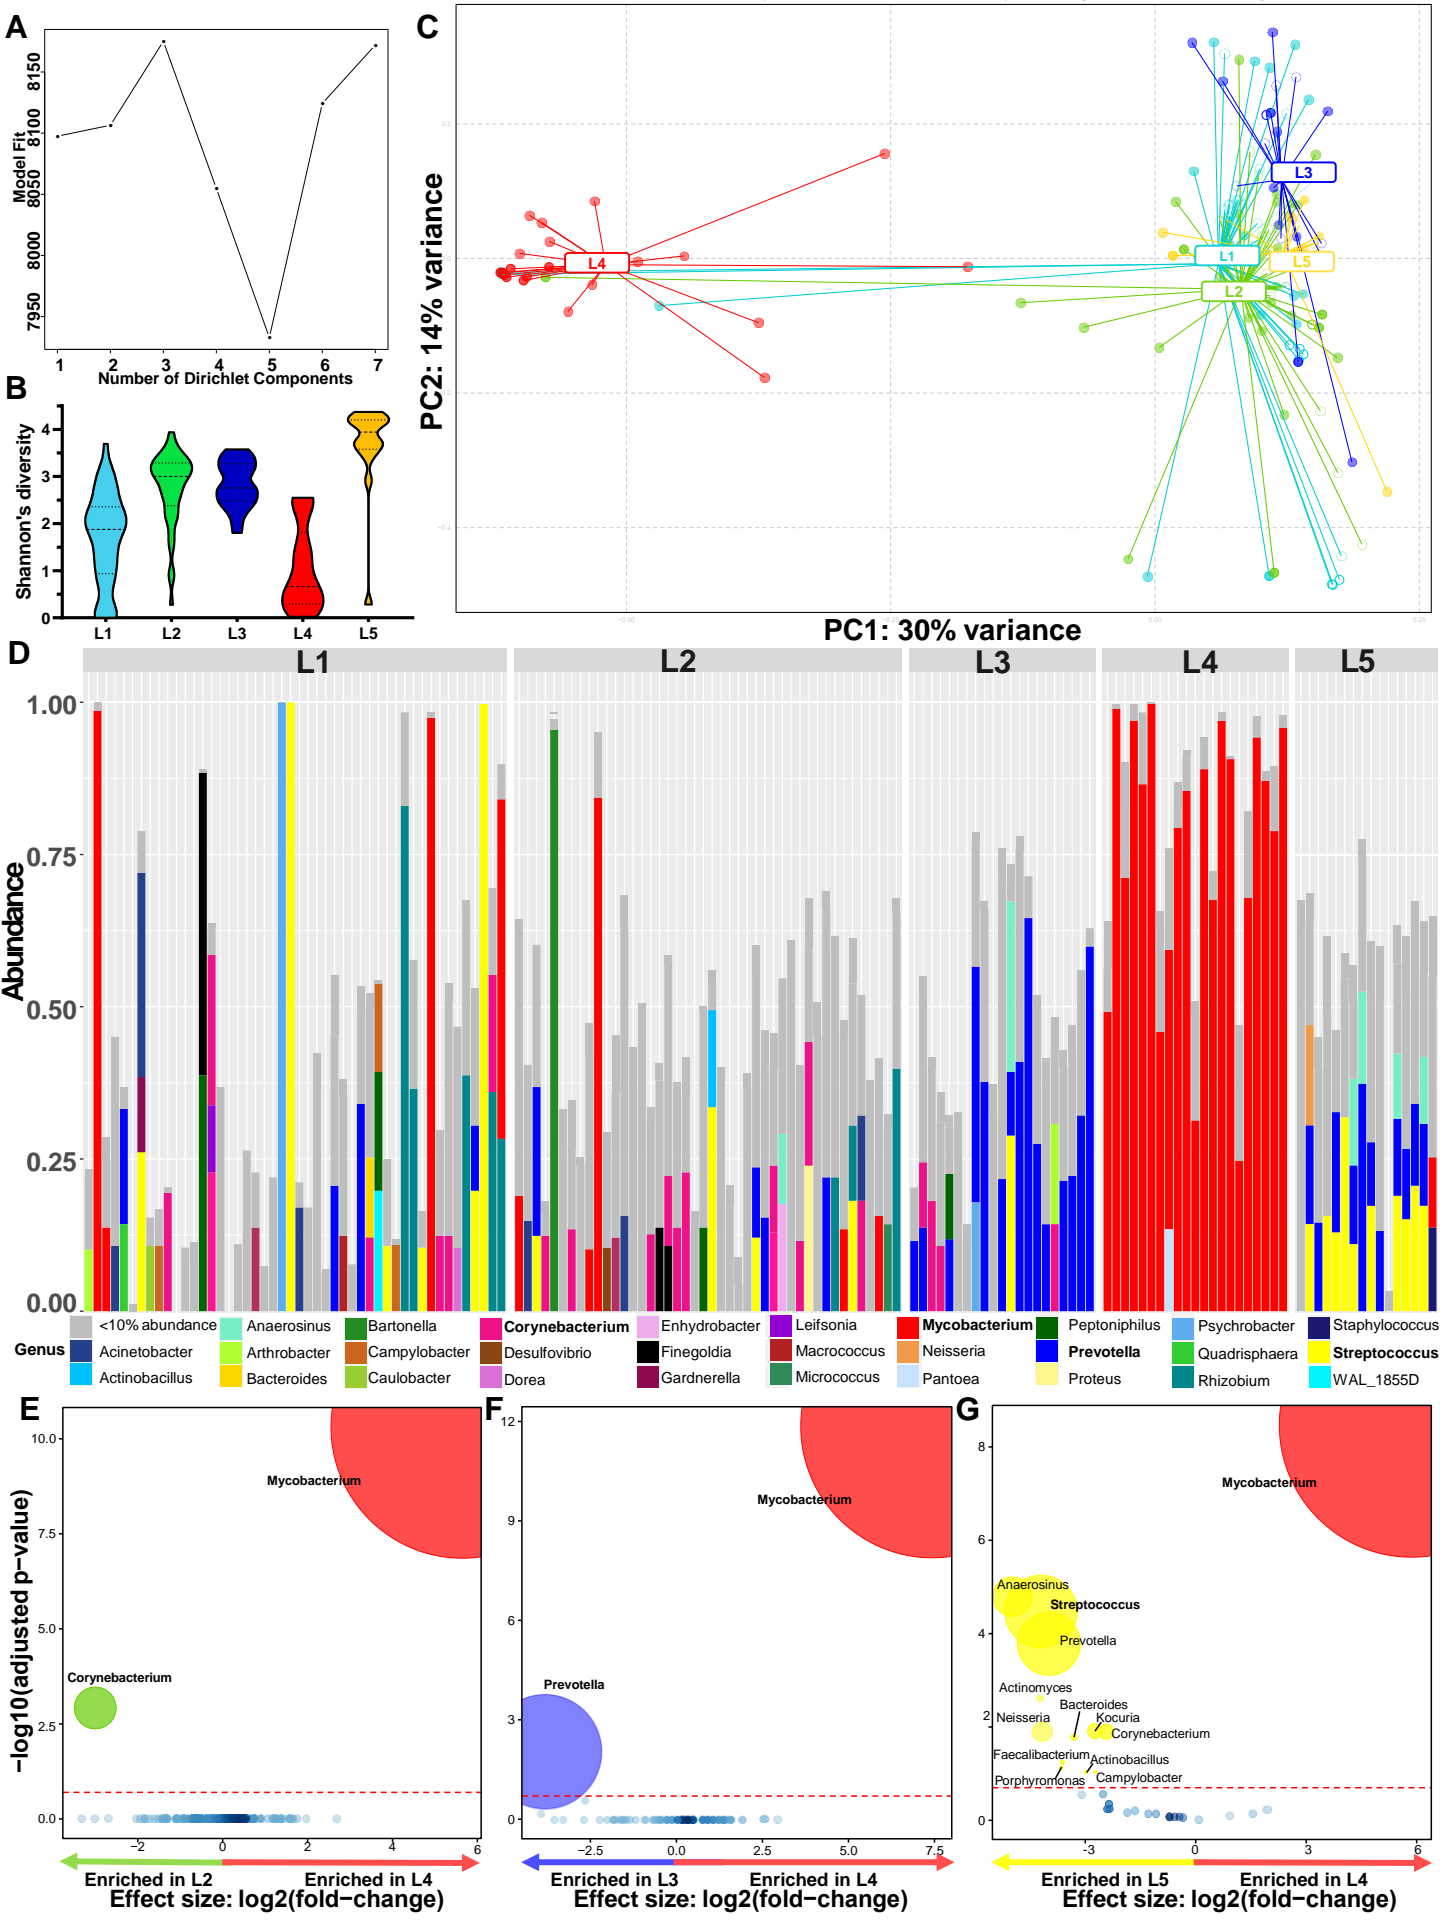 A
Model Fit
8150
8100
8050
8000
7950
1 2 3 4 5 6 7
Number of Dirichlet Components
B
Shannon's diversity
4
3
2
1
0
L1 L2 L3 L4 L5
C
PC2: 14% variance
L4
L3
L1
L5
L2
0.2
-0.50
0.00
0.25
PC1: 30% variance
D
L1 L2 L3 L4 L5
Abundance
1.00
0.75
0.50
0.25
0.00
Genus
<10% abundance Anaerosinus Bartonella Corynebacterium Enhydrobacter Leifsonia Mycobacterium Peptoniphilus Psychrobacter Staphylococcus
Acinetobacter Arthrobacter Campylobacter Desulfovibrio Finegoldia Macrococcus Neisseria Prevotella Quadrisphaera Streptococcus
Actinobacillus Bacteroides Caulobacter Dorea Gardnerella Micrococcus Pantoea Proteus Rhizobium WAL_1855D
E
−log10(adjusted p−value)
10.0
7.5
5.0
2.5
0.0
Mycobacterium
Corynebacterium
−2 0 2 4 6
Enriched in L2 Enriched in L4
Effect size: log2(fold−change)
F
12
9
6
3
0
Mycobacterium
Prevotella
−2.5 0.0 2.5 5.0 7.5
Enriched in L3 Enriched in L4
Effect size: log2(fold−change)
G
8
6
4
2
0
Mycobacterium
Anaerosinus
Streptococcus
Prevotella
Actinomyces
Bacteroides
Neisseria
Kocuria
Corynebacterium
Faecalibacterium
Actinobacillus
Porphyromonas
Campylobacter
-3 0 3 6
Enriched in L5 Enriched in L4
Effect size: log2(fold−change)